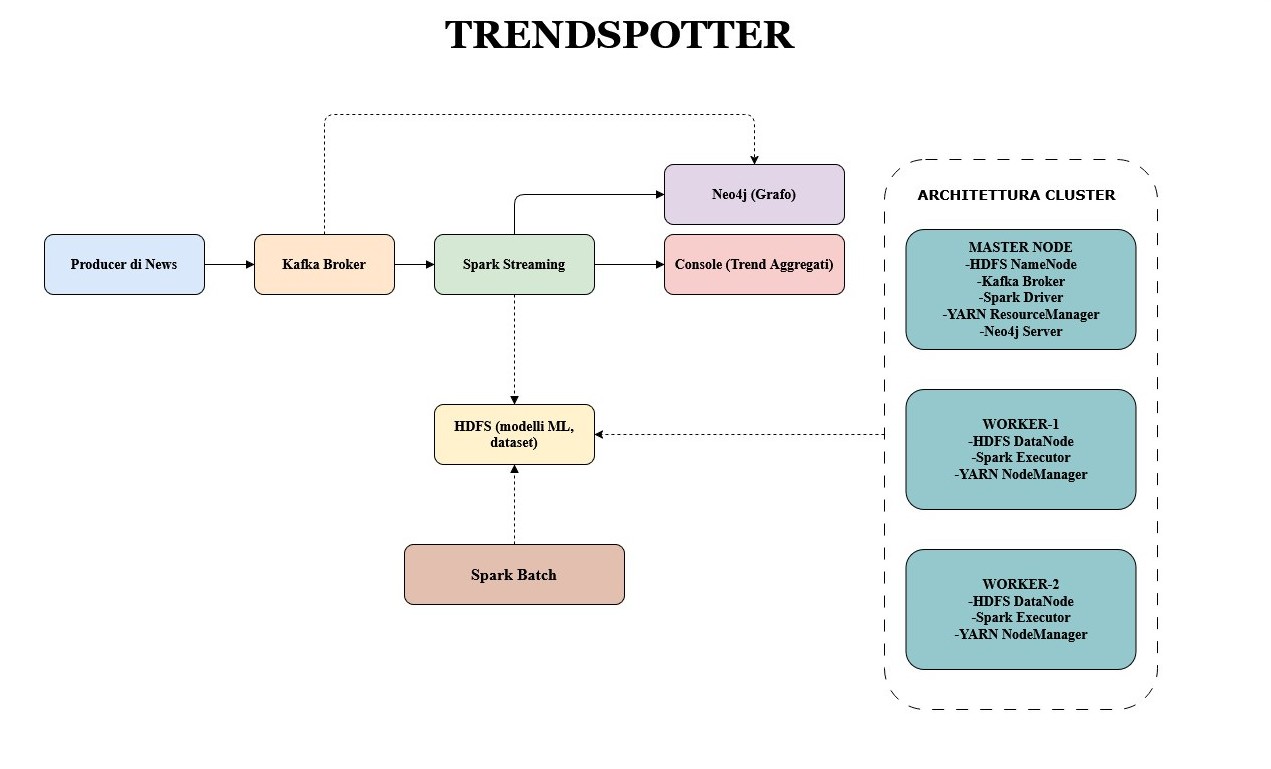 TRENDSPOTTER
Neo4j (Grafo)
Producer di News
Kafka Broker
Spark Streaming
Console (Trend Aggregati)
HDFS (modelli ML,
dataset)
Spark Batch
ARCHITETTURA CLUSTER
MASTER NODE
-HDFS NameNode
-Kafka Broker
-Spark Driver
-YARN ResourceManager
-Neo4j Server
WORKER-1
-HDFS DataNode
-Spark Executor
-YARN NodeManager
WORKER-2
-HDFS DataNode
-Spark Executor
-YARN NodeManager